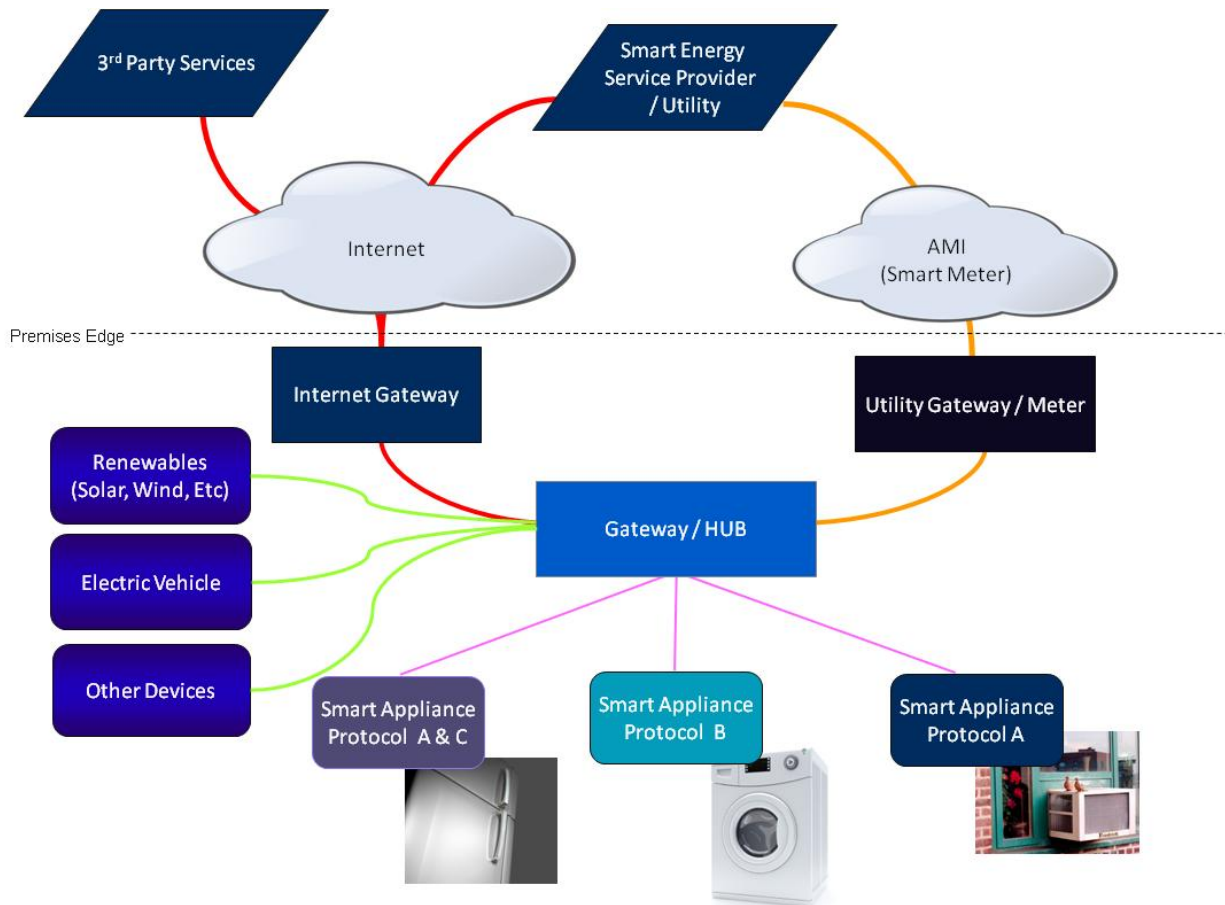 3rd Party Services
Smart Energy
Service Provider
/ Utility
Internet
AMI
(Smart Meter)
Premises Edge
Internet Gateway
Utility Gateway / Meter
Renewables
(Solar, Wind, Etc)
Gateway / HUB
Electric Vehicle
Other Devices
Smart Appliance
Protocol A & C
Smart Appliance
Protocol B
Smart Appliance
Protocol A